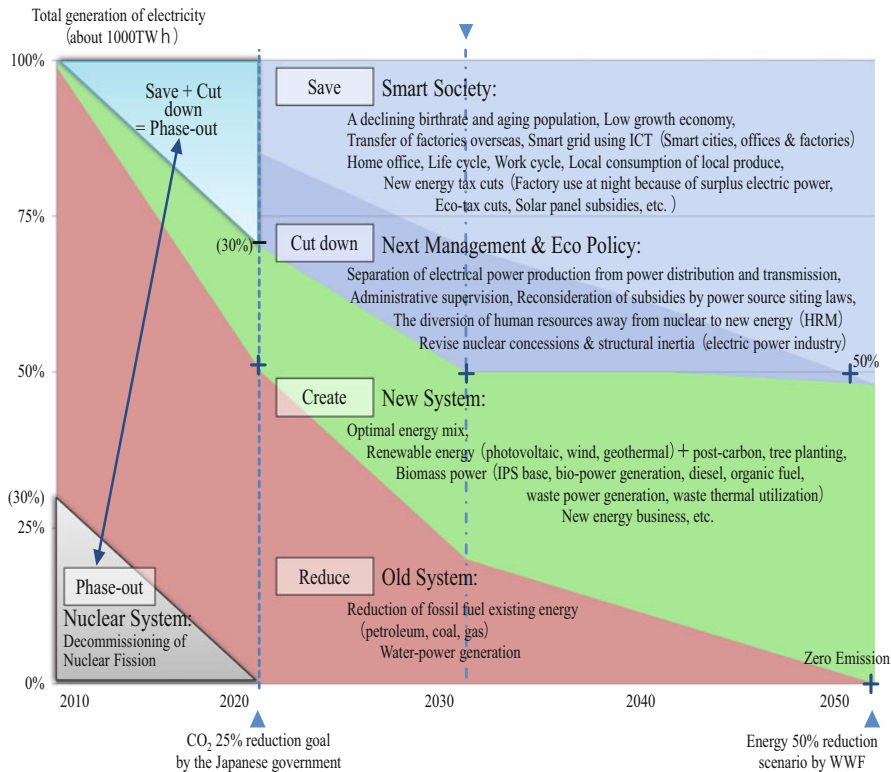 Total generation of electricity
(about 1000TWh)
100%
75%
(30%)
50%
(30%)
25%
0%
Save + Cut
down
= Phase-out
Save
Smart Society:
A declining birthrate and aging population, Low growth economy,
Transfer of factories overseas, Smart grid using ICT (Smart cities, offices & factories)
Home office, Life cycle, Work cycle, Local consumption of local produce,
New energy tax cuts (Factory use at night because of surplus electric power,
Eco-tax cuts, Solar panel subsidies, etc. )
Cut down
Next Management & Eco Policy:
Separation of electrical power production from power distribution and transmission,
Administrative supervision, Reconsideration of subsidies by power source siting laws,
The diversion of human resources away from nuclear to new energy (HRM)
Revise nuclear concessions & structural inertia (electric power industry)
50%
Create
New System:
Optimal energy mix,
Renewable energy (photovoltaic, wind, geothermal) + post-carbon, tree planting,
Biomass power (IPS base, bio-power generation, diesel, organic fuel,
waste power generation, waste thermal utilization)
New energy business, etc.
Reduce
Old System:
Reduction of fossil fuel existing energy
(petroleum, coal, gas)
Water-power generation
Phase-out
Nuclear System:
Decommissioning of
Nuclear Fission
Zero Emission
2010
2020
2030
2040
2050
CO₂ 25% reduction goal
by the Japanese government
Energy 50% reduction
scenario by WWF